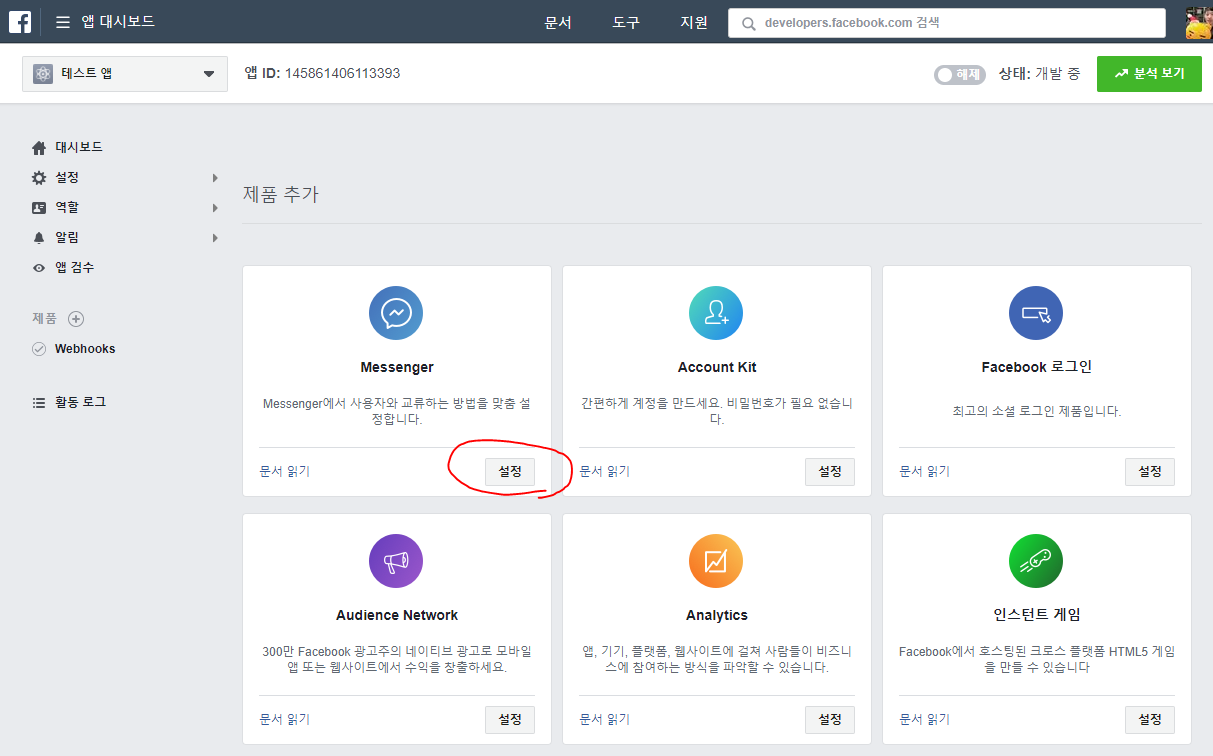 앱 대시보드
문서
도구
지원
developers.facebook.com 검색
테스트 앱
앱 ID: 145861406113393
해제
상태: 개발 중
분석 보기
대시보드
설정
역할
알림
앱 검수
제품
Webhooks
활동 로그
제품 추가
Messenger
Messenger에서 사용자와 교류하는 방법을 맞춤 설
정합니다.
문서 읽기
설정
Account Kit
간편하게 계정을 만드세요. 비밀번호가 필요 없습니
다.
문서 읽기
설정
Facebook 로그인
최고의 소셜 로그인 제품입니다.
문서 읽기
설정
Audience Network
300만 Facebook 광고주의 네이티브 광고로 모바일
앱 또는 웹사이트에서 수익을 창출하세요.
문서 읽기
설정
Analytics
앱, 기기, 플랫폼, 웹사이트에 걸쳐 사람들이 비즈니
스에 참여하는 방식을 파악할 수 있습니다.
문서 읽기
설정
인스턴트 게임
Facebook에서 호스팅된 크로스 플랫폼 HTML5 게임
을 만들 수 있습니다
문서 읽기
설정